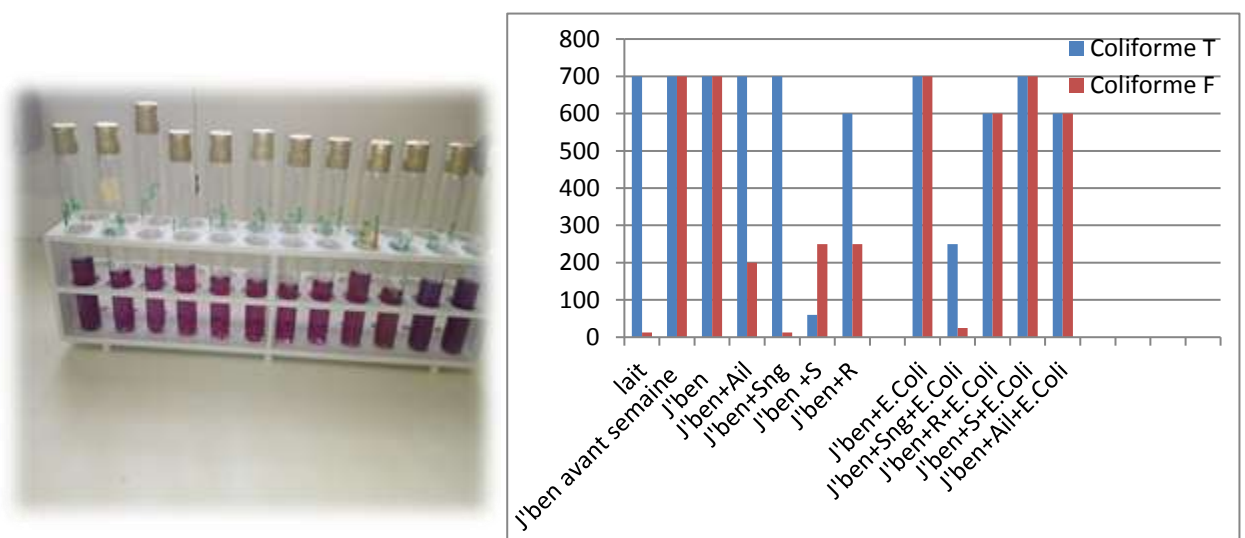 800
700
600
500
400
300
200
100
0
Coliforme T
Coliforme F
lait
J'ben avant semaine
J'ben
J'ben+Ail
J'ben+Sng
J'ben +S
J'ben+R
J'ben+E.Coli
J'ben+Sng+E.Coli
J'ben+R+E.Coli
J'ben+S+E.Coli
J'ben+Ail+E.Coli